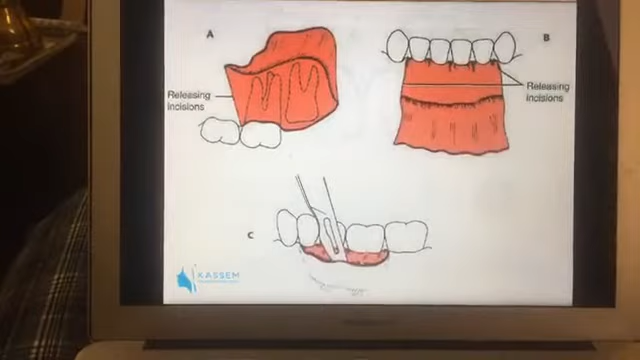 A
B
Releasing
incisions
Releasing
incisions
C
KASSEM